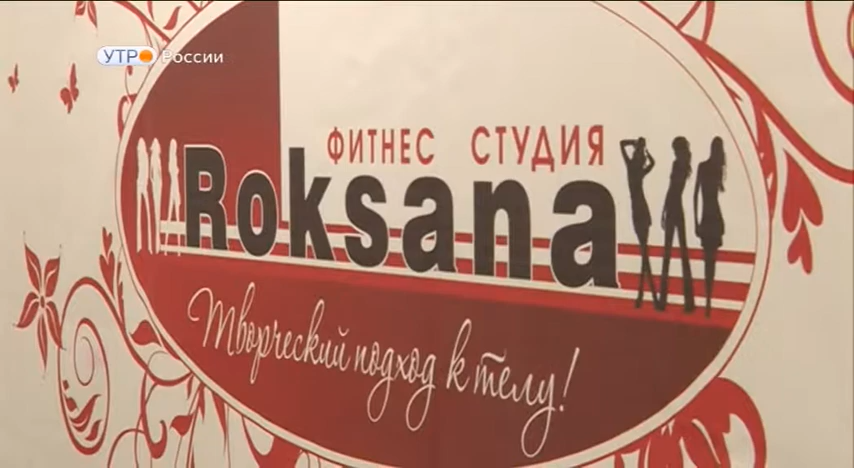 УТРО России
ФИТНЕС СТУДИЯ
Roksana
Творческий подход к телу!